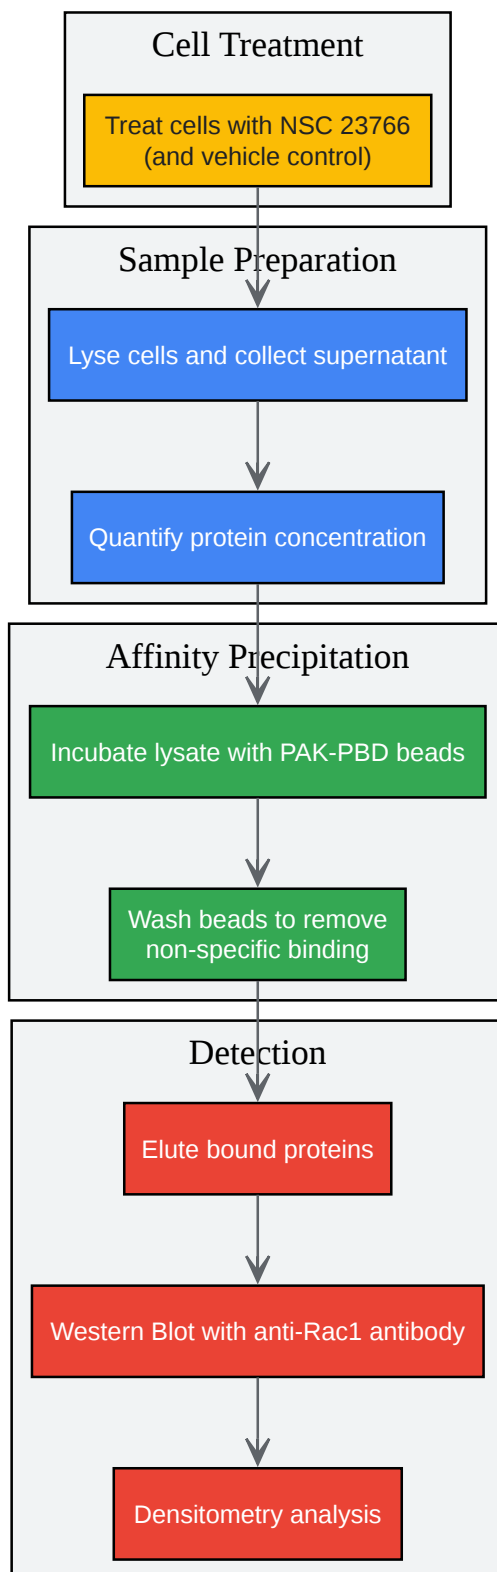 Cell Treatment
Treat cells with NSC 23766
(and vehicle control)
Sample Preparation
Lyse cells and collect supernatant
Quantify protein concentration
Affinity Precipitation
Incubate lysate with PAK-PBD beads
Wash beads to remove
non-specific binding
Detection
Elute bound proteins
Western Blot with anti-Rac1 antibody
Densitometry analysis